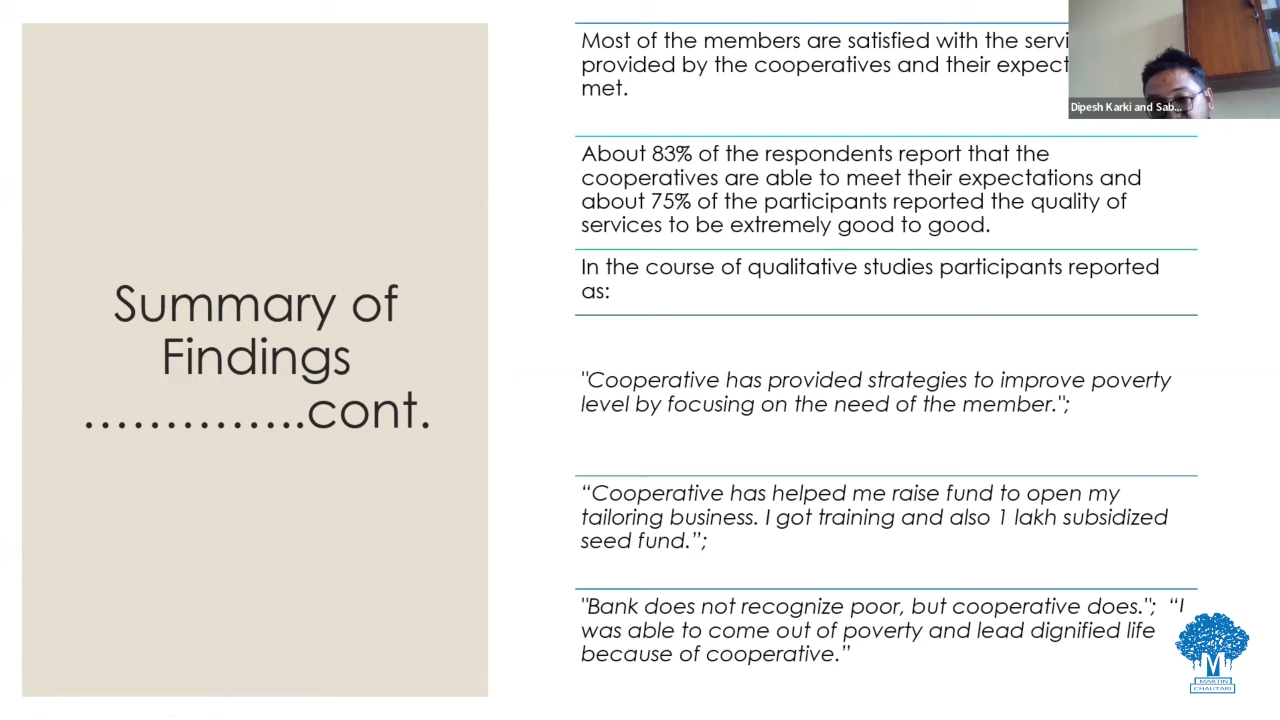 Summary of
Findings
…………..cont.
Most of the members are satisfied with the servi
provided by the cooperatives and their expect
met.
About 83% of the respondents report that the
cooperatives are able to meet their expectations and
about 75% of the participants reported the quality of
services to be extremely good to good.
In the course of qualitative studies participants reported
as:
"Cooperative has provided strategies to improve poverty
level by focusing on the need of the member.";
“Cooperative has helped me raise fund to open my
tailoring business. I got training and also 1 lakh subsidized
seed fund.”;
"Bank does not recognize poor, but cooperative does."; “I
was able to come out of poverty and lead dignified life
because of cooperative.”
Dipesh Karki and Sab...
M
MARTIN
CHAUTARI